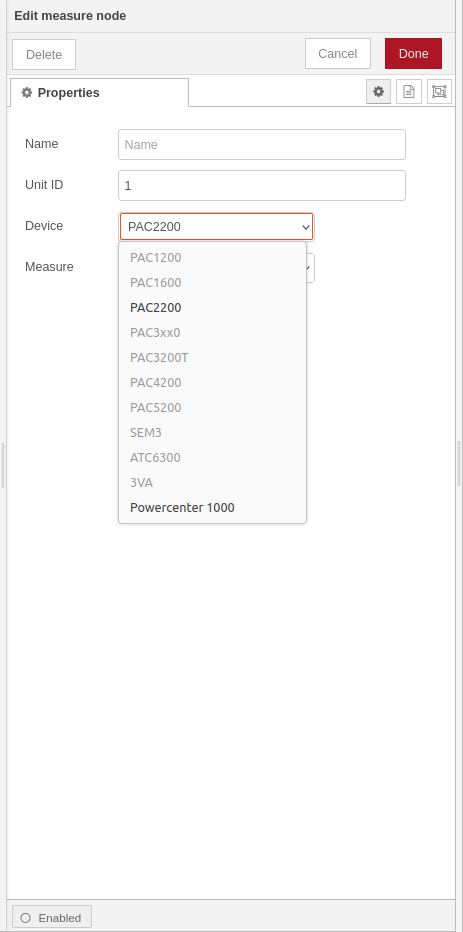 Edit measure node
Delete
Cancel
Done
Properties
Name
Name
Unit ID
1
Device
PAC2200
Measure
PAC1200
PAC1600
PAC2200
PAC3xx0
PAC3200T
PAC4200
PAC5200
SEM3
ATC6300
3VA
Powercenter 1000
Enabled